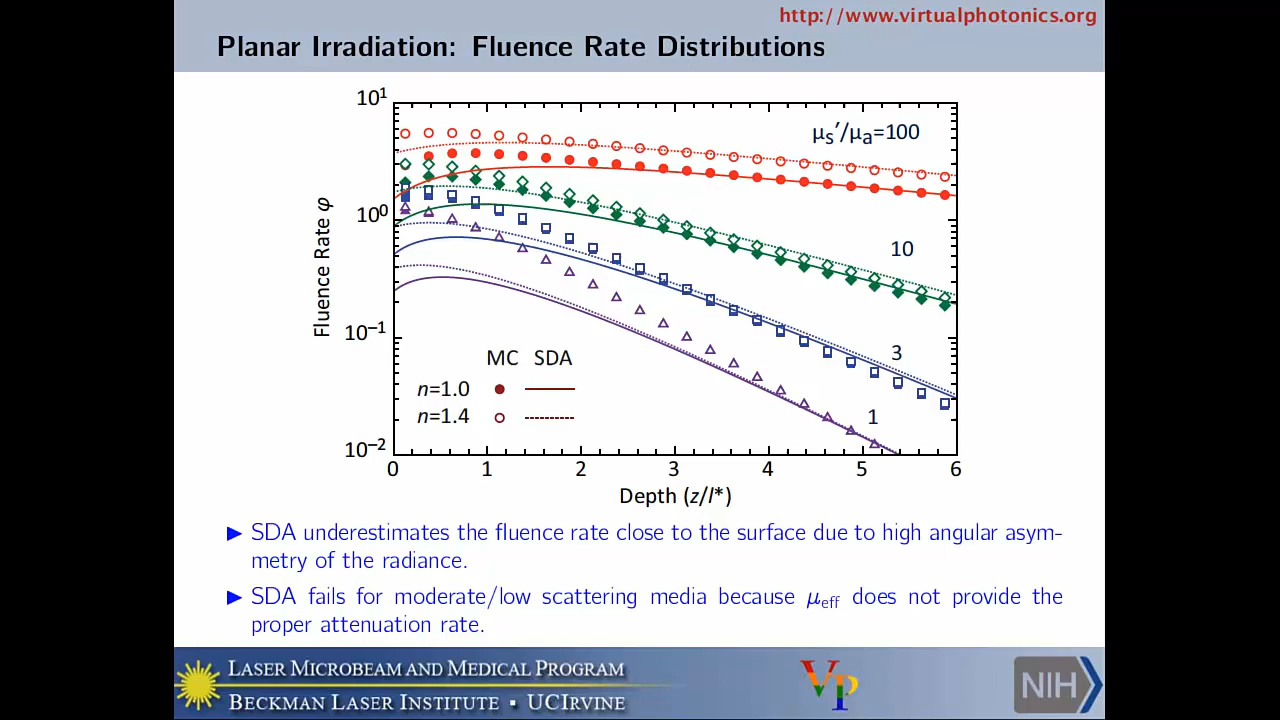 http://www.virtualphotonics.org
Planar Irradiation: Fluence Rate Distributions
10¹
10⁰
10⁻¹
10⁻²
Fluence Rate φ
μs′/μa=100
10
3
1
MC SDA
n=1.0
n=1.4
0 1 2 3 4 5 6
Depth (z/l*)
▶ SDA underestimates the fluence rate close to the surface due to high angular asym-
metry of the radiance.
▶ SDA fails for moderate/low scattering media because μeff does not provide the
proper attenuation rate.
LASER MICROBEAM AND MEDICAL PROGRAM
BECKMAN LASER INSTITUTE ▪ UCIRVINE
VP
NIH